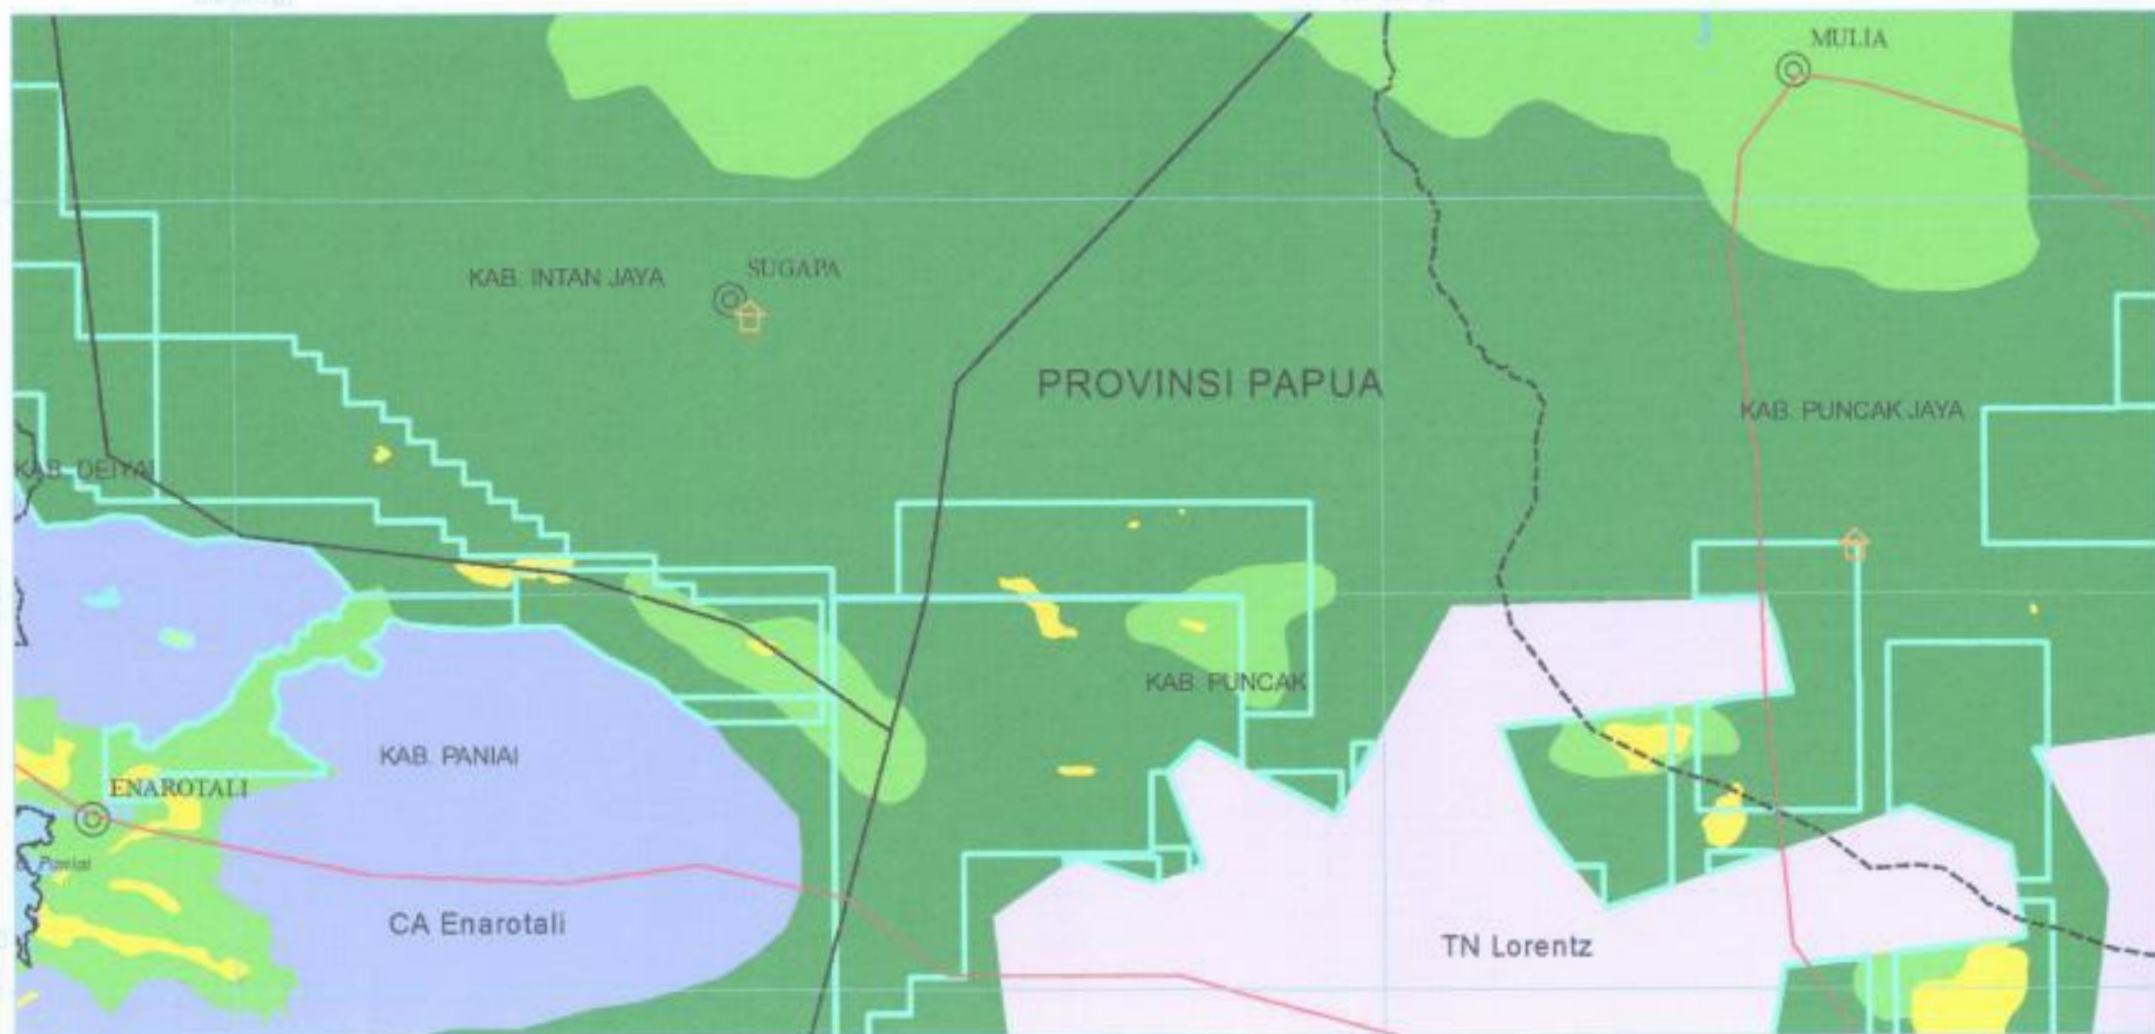 MULIA
KAB. INTAN JAYA
SUGAPA
PROVINSI PAPUA
KAB. PUNCAK JAYA
KAB. DEIYAI
KAB. PUNCAK
KAB. PANIAI
ENAROTALI
Paniai
CA Enarotali
TN Lorentz